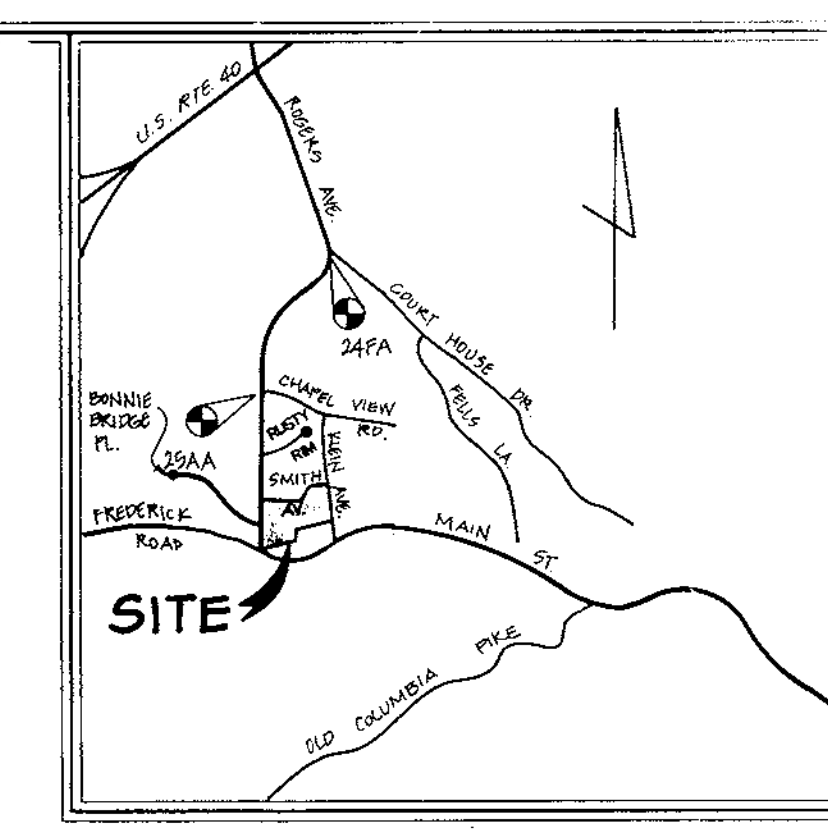 U.S. RTE. 40
ROGERS AVE.
COURT HOUSE DR.
24FA
BONNIE
BRIDGE
PL.
25AA
CHAPEL VIEW RD.
RUSTY
RIM
KLEIN AVE.
FELLS LA.
SMITH
AV.
FREDERICK
ROAD
MAIN ST.
SITE
OLD COLUMBIA PIKE